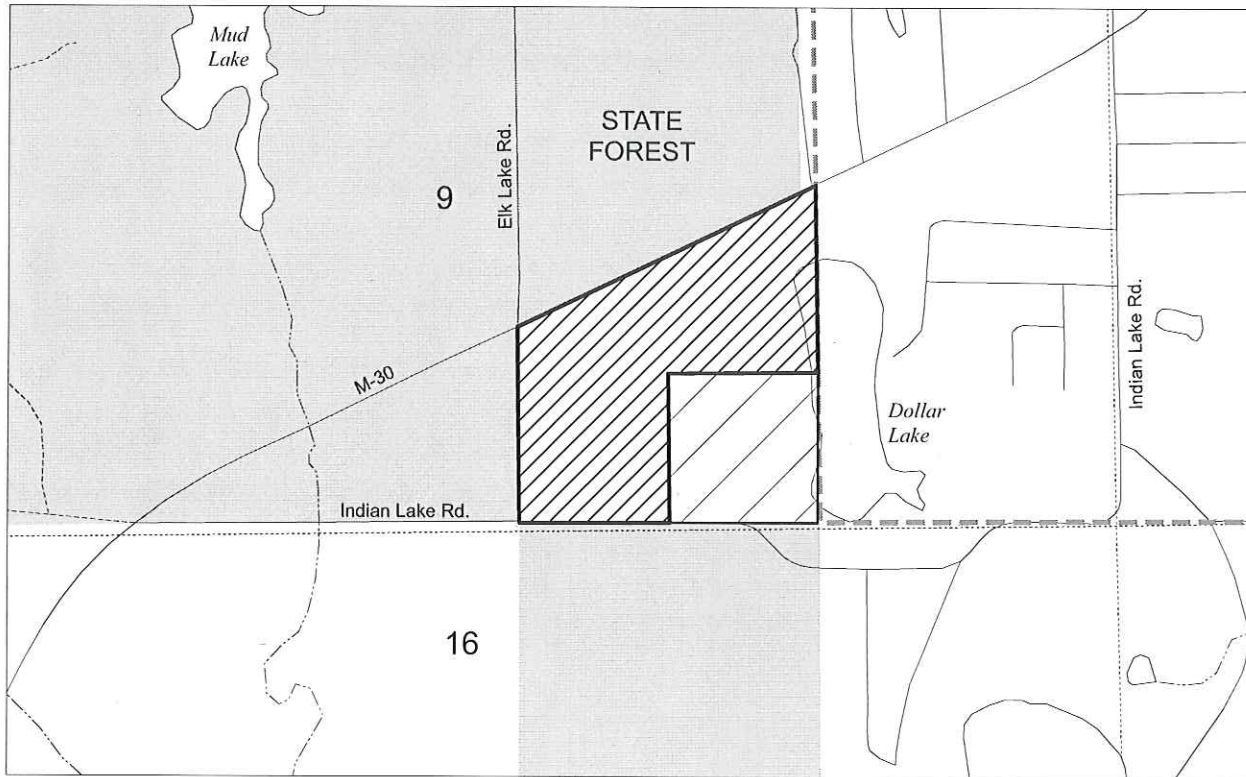 Mud
Lake
STATE
FOREST
9
Elk Lake Rd.
M-30
Indian Lake Rd.
Dollar
Lake
Indian Lake Rd.
16